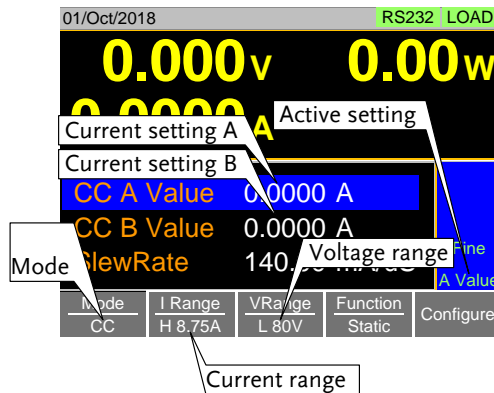 01/Oct/2018 RS232 LOAD
0.000 V 0.00 W
A
Active setting
Current setting A
Current setting B
CC A Value 0.0000 A
CC B Value 0.0000 A
Voltage range
Mode
SlewRate 140.
Fine
A Value
Mode I Range VRange Function Configure
CC H 8.75A L 80V Static
Current range